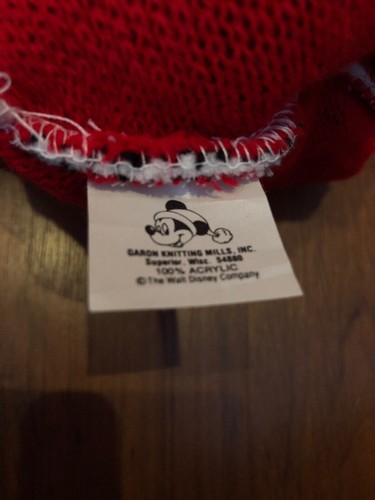 GARON KNITTING MILLS, INC.
Superior, Wisc. 54880
100% ACRYLIC
©The Walt Disney Company